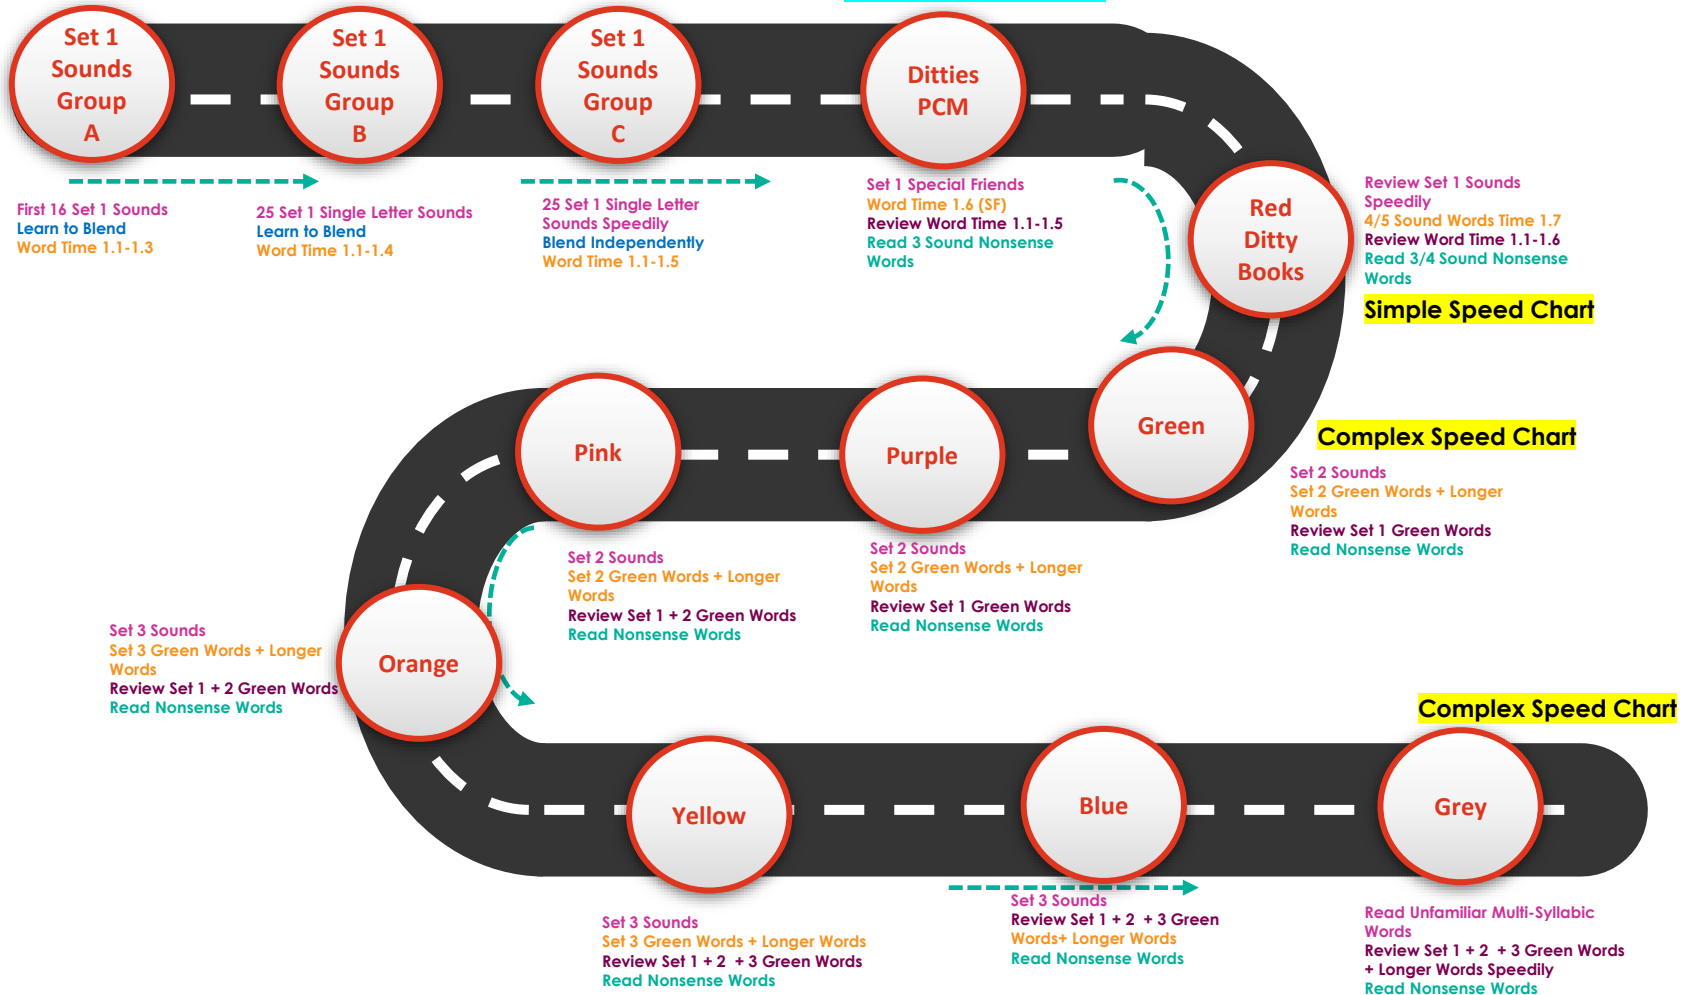 Set 1
Sounds
Group
A
First 16 Set 1 Sounds
Learn to Blend
Word Time 1.1-1.3
Set 1
Sounds
Group
B
25 Set 1 Single Letter Sounds
Learn to Blend
Word Time 1.1-1.4
Set 1
Sounds
Group
C
25 Set 1 Single Letter
Sounds Speedily
Blend Independently
Word Time 1.1-1.5
Ditties
PCM
Set 1 Special Friends
Word Time 1.6 (SF)
Review Word Time 1.1-1.5
Read 3 Sound Nonsense
Words
Red
Ditty
Books
Review Set 1 Sounds
Speedily
4/5 Sound Words Time 1.7
Review Word Time 1.1-1.6
Read 3/4 Sound Nonsense
Words
Simple Speed Chart
Green
Complex Speed Chart
Set 2 Sounds
Set 2 Green Words + Longer
Words
Review Set 1 Green Words
Read Nonsense Words
Purple
Set 2 Sounds
Set 2 Green Words + Longer
Words
Review Set 1 Green Words
Read Nonsense Words
Pink
Set 2 Sounds
Set 2 Green Words + Longer
Words
Review Set 1 + 2 Green Words
Read Nonsense Words
Orange
Set 3 Sounds
Set 3 Green Words + Longer
Words
Review Set 1 + 2 Green Words
Read Nonsense Words
Yellow
Set 3 Sounds
Set 3 Green Words + Longer Words
Review Set 1 + 2 + 3 Green Words
Read Nonsense Words
Blue
Set 3 Sounds
Review Set 1 + 2 + 3 Green
Words+ Longer Words
Read Nonsense Words
Complex Speed Chart
Grey
Read Unfamiliar Multi-Syllabic
Words
Review Set 1 + 2 + 3 Green Words
+ Longer Words Speedily
Read Nonsense Words